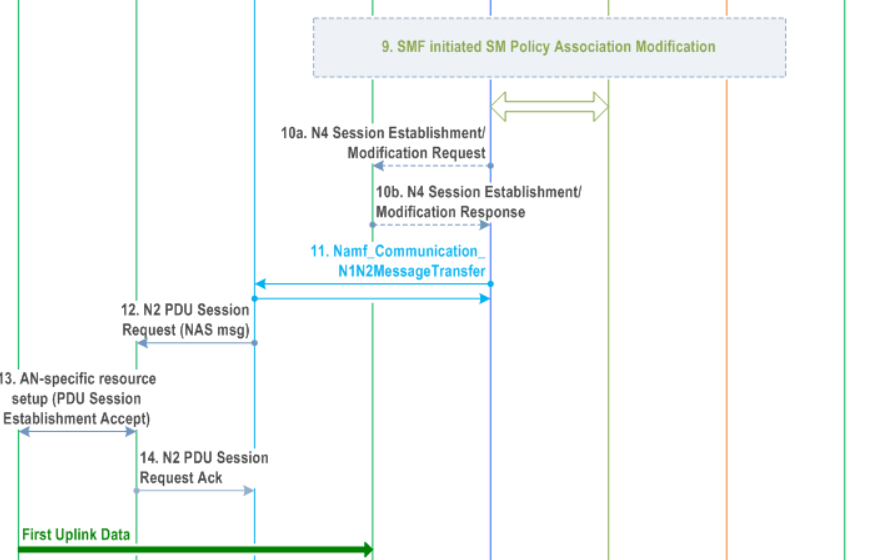 9. SMF initiated SM Policy Association Modification
10a. N4 Session Establishment/
Modification Request
10b. N4 Session Establishment/
Modification Response
11. Namf_Communication_
N1N2MessageTransfer
12. N2 PDU Session
Request (NAS msg)
13. AN-specific resource
setup (PDU Session
Establishment Accept)
14. N2 PDU Session
Request Ack
First Uplink Data